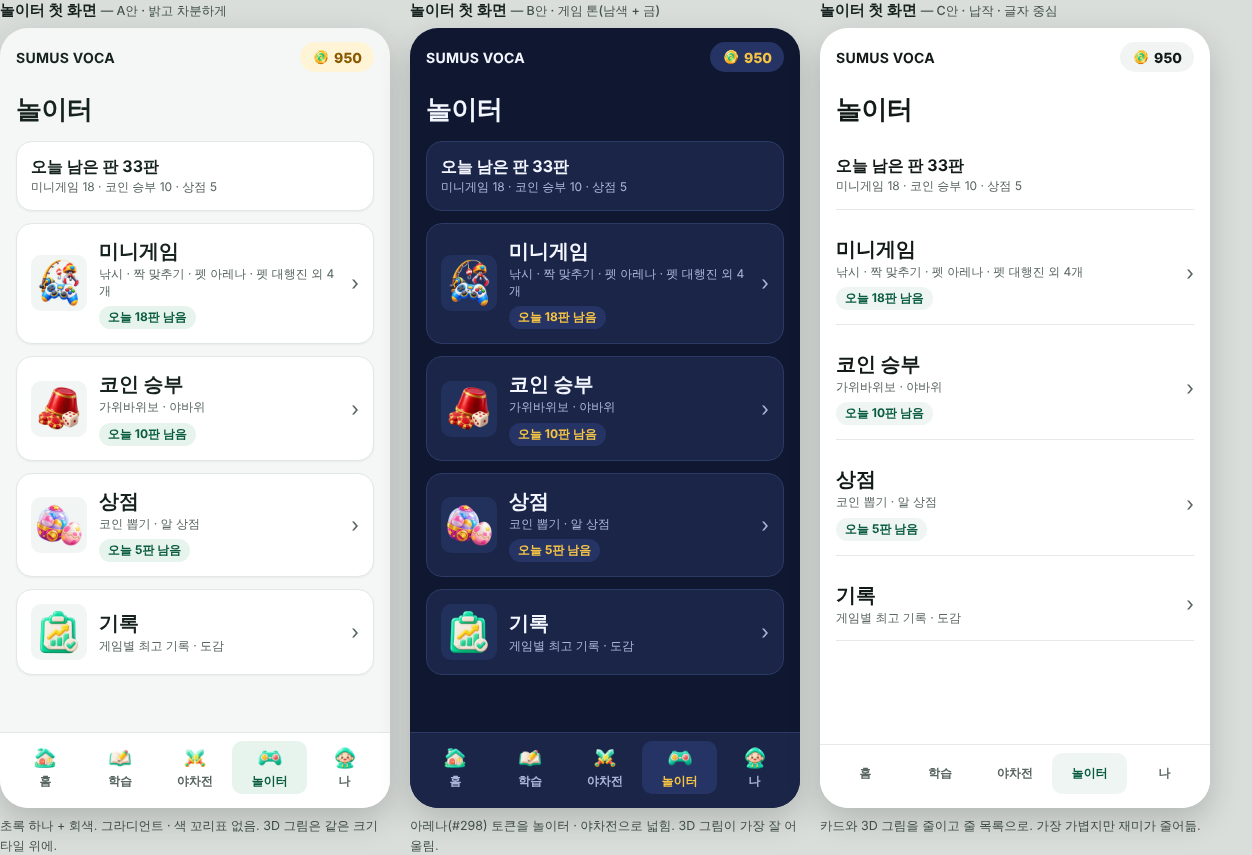 놀이터 첫 화면 — A안 · 밝고 차분하게
SUMUS VOCA
950
놀이터
오늘 남은 판 33판
미니게임 18 · 코인 승부 10 · 상점 5
미니게임
낚시 · 짝 맞추기 · 펫 아레나 · 펫 대행진 외 4
개
오늘 18판 남음
›
코인 승부
가위바위보 · 야바위
오늘 10판 남음
›
상점
코인 뽑기 · 알 상점
오늘 5판 남음
›
기록
게임별 최고 기록 · 도감
›
홈
학습
야차전
놀이터
나
초록 하나 + 회색. 그라디언트 · 색 꼬리표 없음. 3D 그림은 같은 크기
타일 위에.
놀이터 첫 화면 — B안 · 게임 톤(남색 + 금)
SUMUS VOCA
950
놀이터
오늘 남은 판 33판
미니게임 18 · 코인 승부 10 · 상점 5
미니게임
낚시 · 짝 맞추기 · 펫 아레나 · 펫 대행진 외 4
개
오늘 18판 남음
›
코인 승부
가위바위보 · 야바위
오늘 10판 남음
›
상점
코인 뽑기 · 알 상점
오늘 5판 남음
›
기록
게임별 최고 기록 · 도감
›
홈
학습
야차전
놀이터
나
아레나(#298) 토큰을 놀이터 · 야차전으로 넓힘. 3D 그림이 가장 잘 어
울림.
놀이터 첫 화면 — C안 · 납작 · 글자 중심
SUMUS VOCA
950
놀이터
오늘 남은 판 33판
미니게임 18 · 코인 승부 10 · 상점 5
미니게임
낚시 · 짝 맞추기 · 펫 아레나 · 펫 대행진 외 4개
오늘 18판 남음
›
코인 승부
가위바위보 · 야바위
오늘 10판 남음
›
상점
코인 뽑기 · 알 상점
오늘 5판 남음
›
기록
게임별 최고 기록 · 도감
›
홈
학습
야차전
놀이터
나
카드와 3D 그림을 줄이고 줄 목록으로. 가장 가볍지만 재미가 줄어듦.